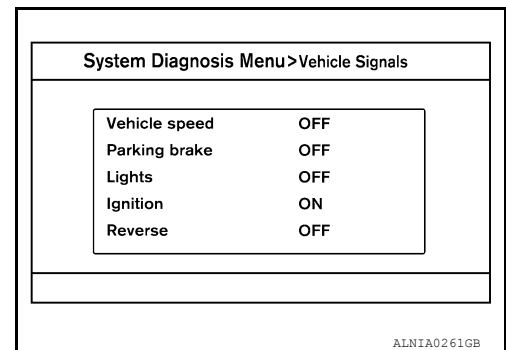 System Diagnosis Menu>Vehicle Signals
Vehicle speed OFF
Parking brake OFF
Lights OFF
Ignition ON
Reverse OFF
ALNIA0261GB